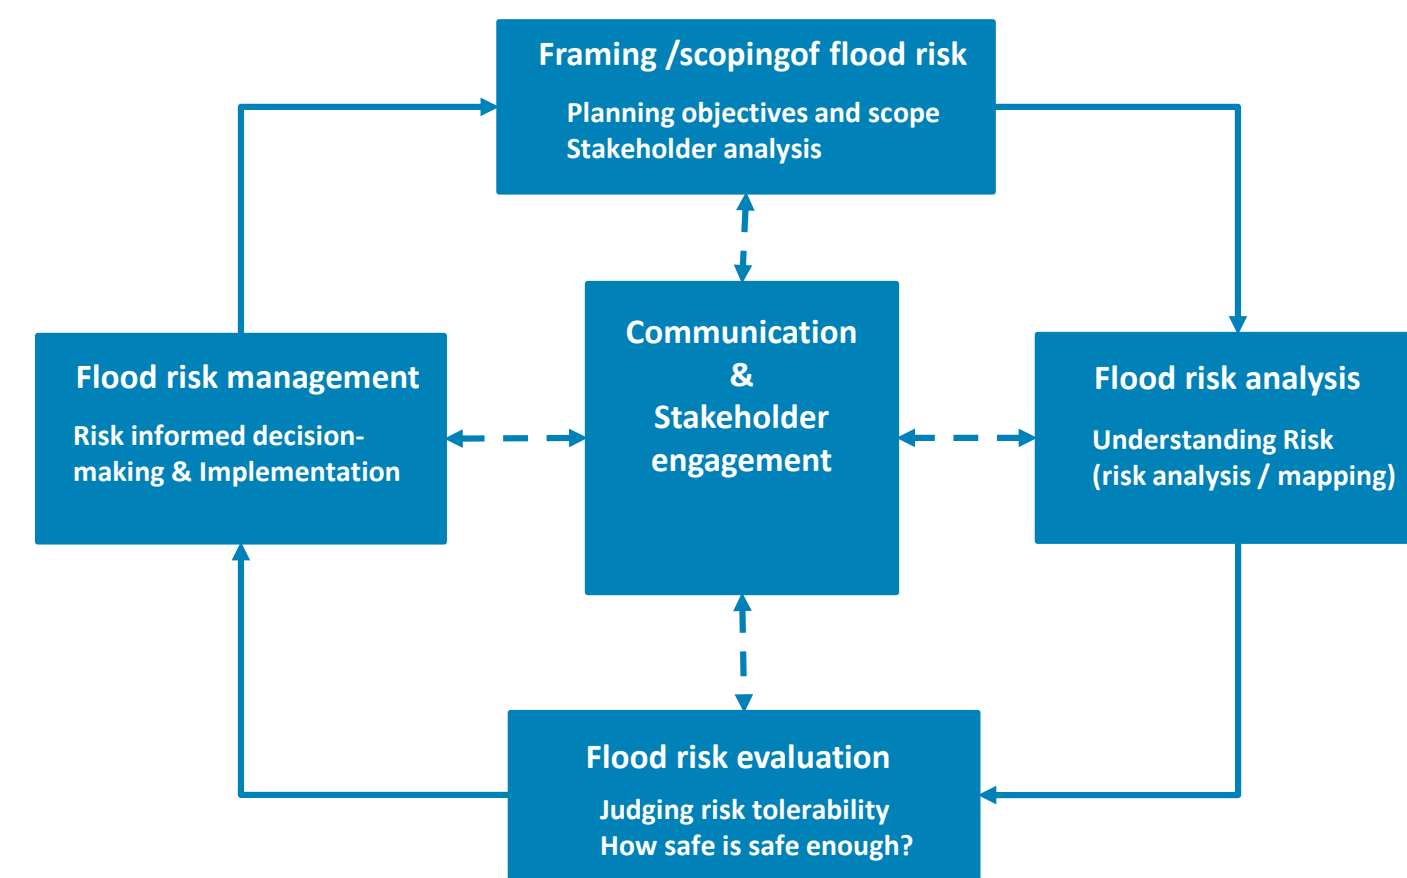 Framing /scopingof flood risk
Planning objectives and scope
Stakeholder analysis
Communication
&
Stakeholder
engagement
Flood risk management
Risk informed decision-
making & Implementation
Flood risk analysis
Understanding Risk
(risk analysis / mapping)
Flood risk evaluation
Judging risk tolerability
How safe is safe enough?